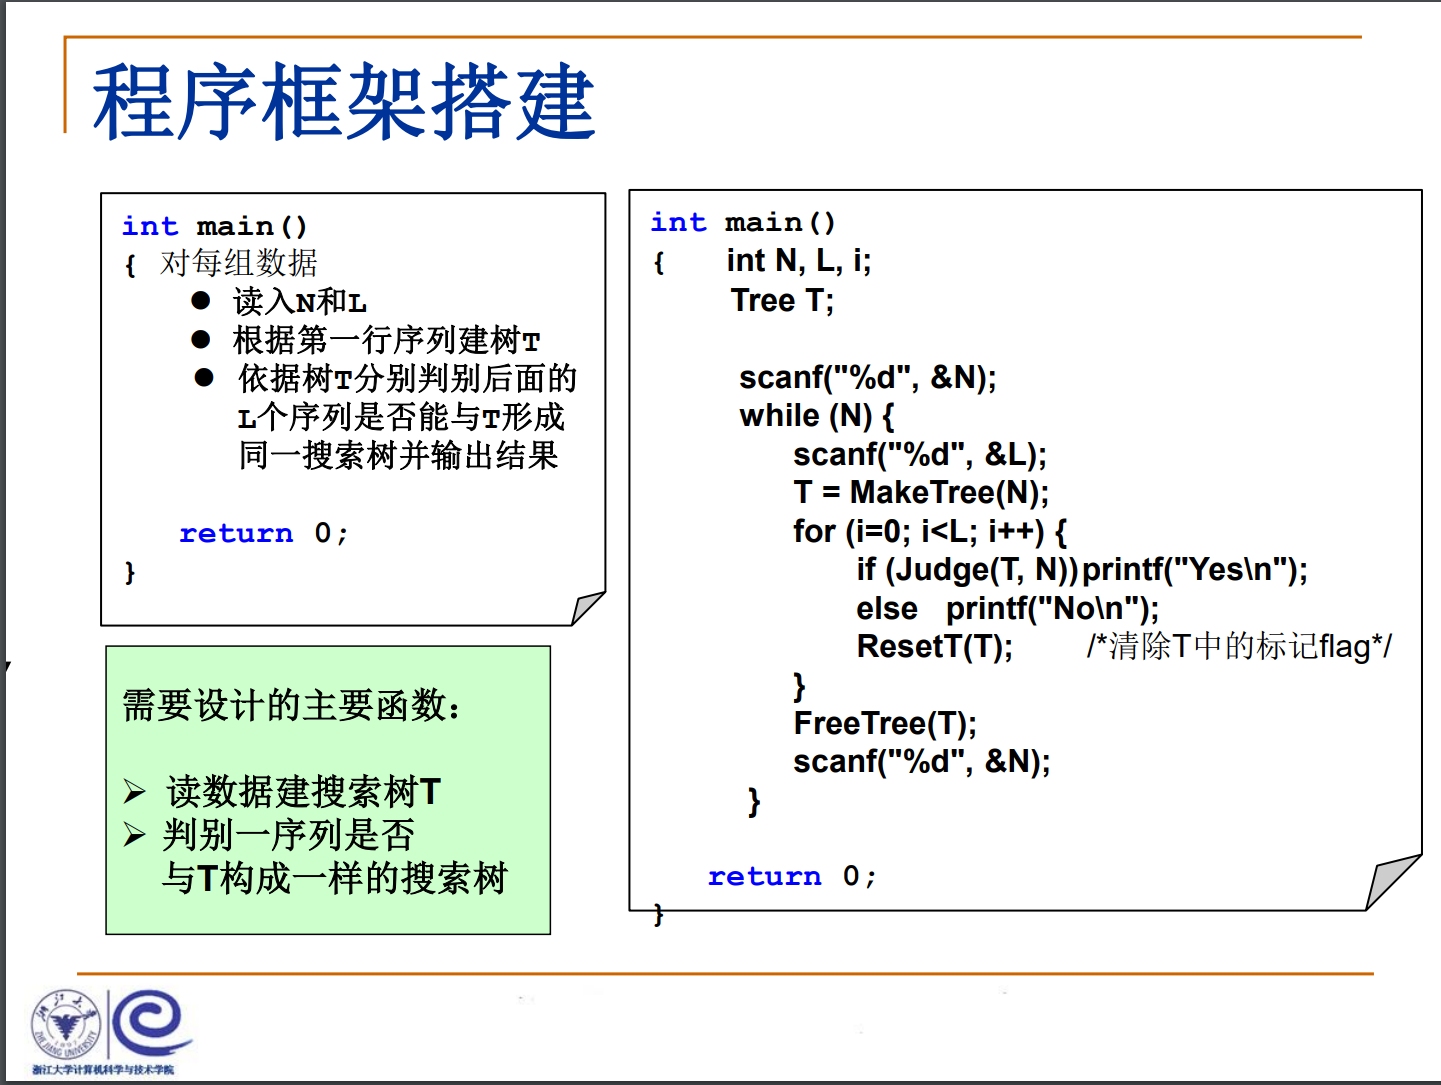 程序框架搭建
int main()
{ 对每组数据
● 读入N和L
● 根据第一行序列建树T
● 依据树T分别判别后面的
L个序列是否能与T形成
同一搜索树并输出结果
return 0;
}
需要设计的主要函数：
➢ 读数据建搜索树T
➢ 判别一序列是否
与T构成一样的搜索树
int main()
{ int N, L, i;
Tree T;
scanf("%d", &N);
while (N) {
scanf("%d", &L);
T = MakeTree(N);
for (i=0; i<L; i++) {
if (Judge(T, N))printf("Yes\n");
else printf("No\n");
ResetT(T); /*清除T中的标记flag*/
}
FreeTree(T);
scanf("%d", &N);
}
return 0;
}
浙江大学计算机科学与技术学院